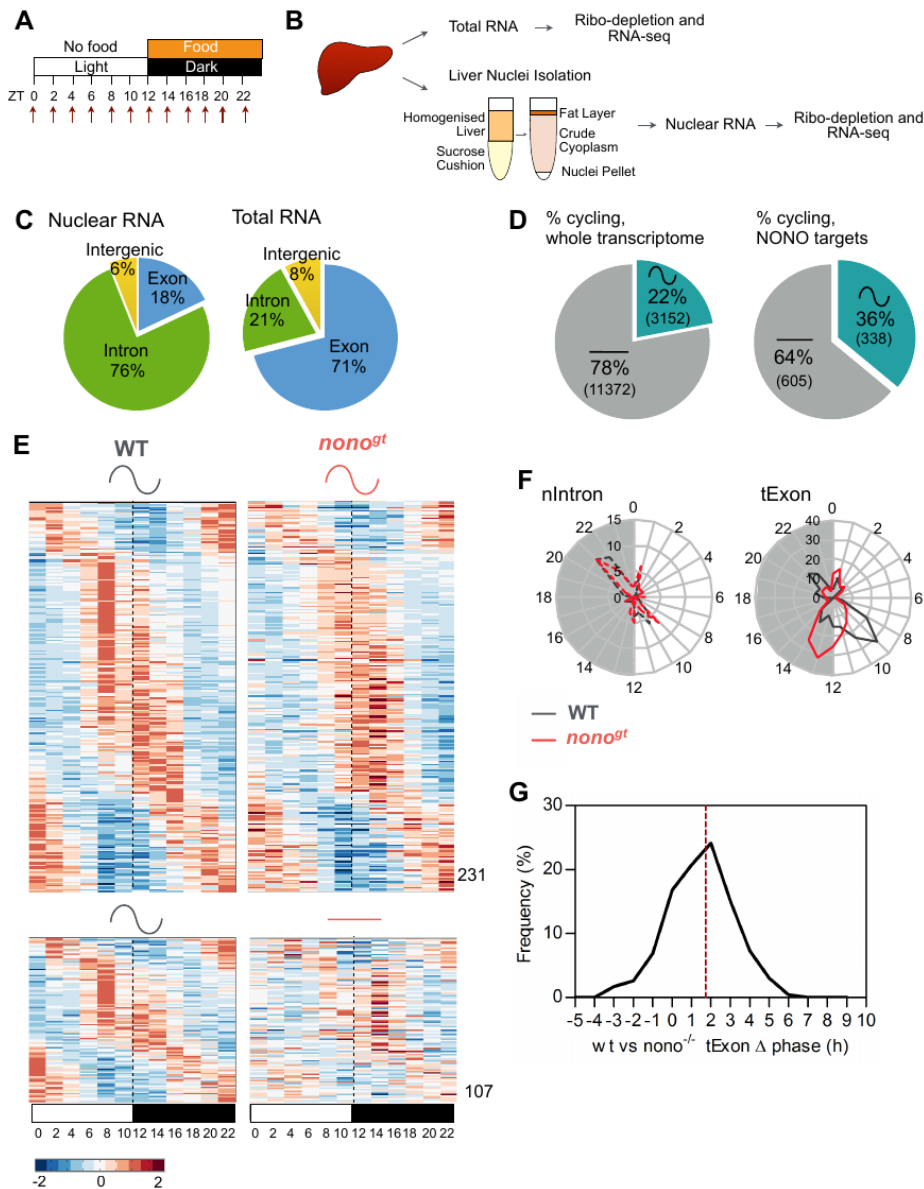 A
No food
Food
Light
Dark
ZT 0 2 4 6 8 10 12 14 16 18 20 22
B
Total RNA
Ribo-depletion and
RNA-seq
Liver Nuclei Isolation
Homogenised
Liver
Sucrose
Cushion
Fat Layer
Crude
Cyoplasm
Nuclei Pellet
Nuclear RNA
Ribo-depletion and
RNA-seq
C
Nuclear RNA
Intergenic
6%
Exon
18%
Intron
76%
Total RNA
Intergenic
8%
Intron
21%
Exon
71%
D
% cycling,
whole transcriptome
22%
(3152)
78%
(11372)
% cycling,
NONO targets
36%
(338)
64%
(605)
E
WT
nonogt
231
107
0 2 4 6 8 10 12 14 16 18 20 22
0 2 4 6 8 10 12 14 16 18 20 22
-2 0 2
F
nIntron
0 2 4 6 8 10 12 14 16 18 20 22
15
10
5
0
tExon
0 2 4 6 8 10 12 14 16 18 20 22
40
30
20
10
0
WT
nonogt
G
Frequency (%)
30
20
10
0
-5 -4 -3 -2 -1 0 1 2 3 4 5 6 7 8 9 10
wt vs nono-/- tExon Δ phase (h)